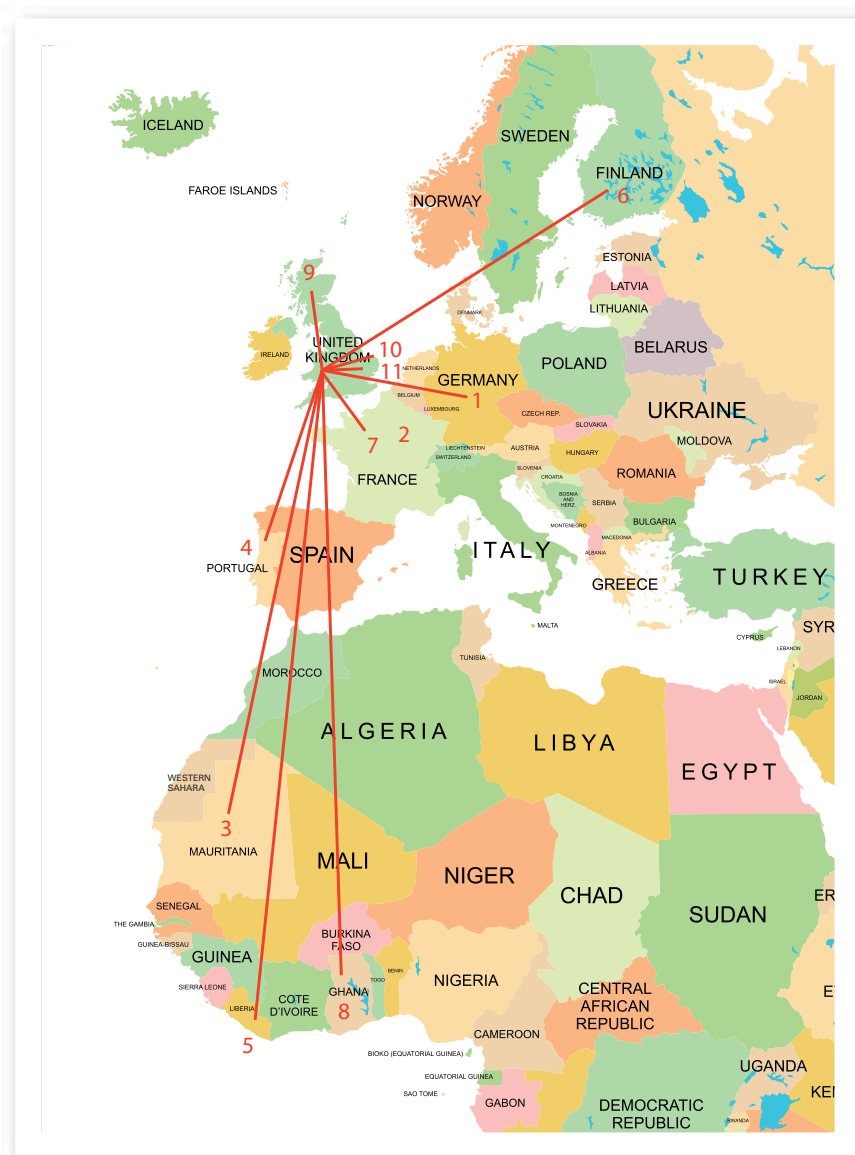 ICELAND
SWEDEN
FINLAND
6
FAROE ISLANDS
NORWAY
ESTONIA
9
LATVIA
LITHUANIA
DENMARK
UNITED
KINGDOM
IRELAND
10
11
NETHERLANDS
BELARUS
POLAND
GERMANY
BELGIUM
1
LUXEMBOURG
UKRAINE
CZECH REP.
SLOVAKIA
2
7
MOLDOVA
LIECHTENSTEIN
AUSTRIA
SWITZERLAND
HUNGARY
FRANCE
SLOVENIA
ROMANIA
CROATIA
BOSNIA
AND
HERZ.
SERBIA
MONTENEGRO
BULGARIA
MACEDONIA
4
SPAIN
ITALY
ALBANIA
PORTUGAL
GREECE
TURKEY
MALTA
CYPRUS
SYR
LEBANON
TUNISIA
MOROCCO
ISRAEL
JORDAN
ALGERIA
LIBYA
EGYPT
WESTERN
SAHARA
3
MAURITANIA
MALI
NIGER
CHAD
SUDAN
ER
SENEGAL
THE GAMBIA
GUINEA-BISSAU
BURKINA
FASO
GUINEA
BENIN
NIGERIA
SIERRA LEONE
GHANA
TOGO
CENTRAL
AFRICAN
REPUBLIC
E
LIBERIA
COTE
D'IVOIRE
8
5
CAMEROON
BIOKO (EQUATORIAL GUINEA)
EQUATORIAL GUINEA
UGANDA
SAO TOME
GABON
KEN
DEMOCRATIC
REPUBLIC
RWANDA